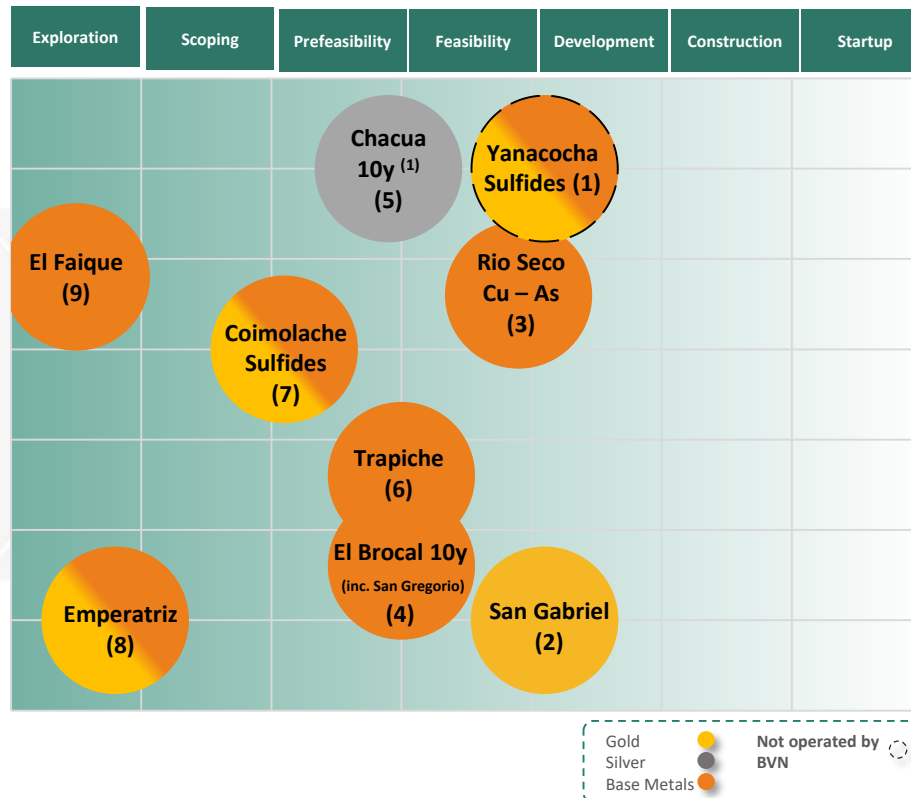 Exploration
Scoping
Prefeasibility
Feasibility
Development
Construction
Startup
Chacua
10y (1)
(5)
Yanacocha
Sulfides (1)
El Faique
(9)
Rio Seco
Cu – As
(3)
Coimolache
Sulfides
(7)
Trapiche
(6)
El Brocal 10y
(inc. San Gregorio)
(4)
Emperatriz
(8)
San Gabriel
(2)
Gold
Silver
Base Metals
Not operated by
BVN